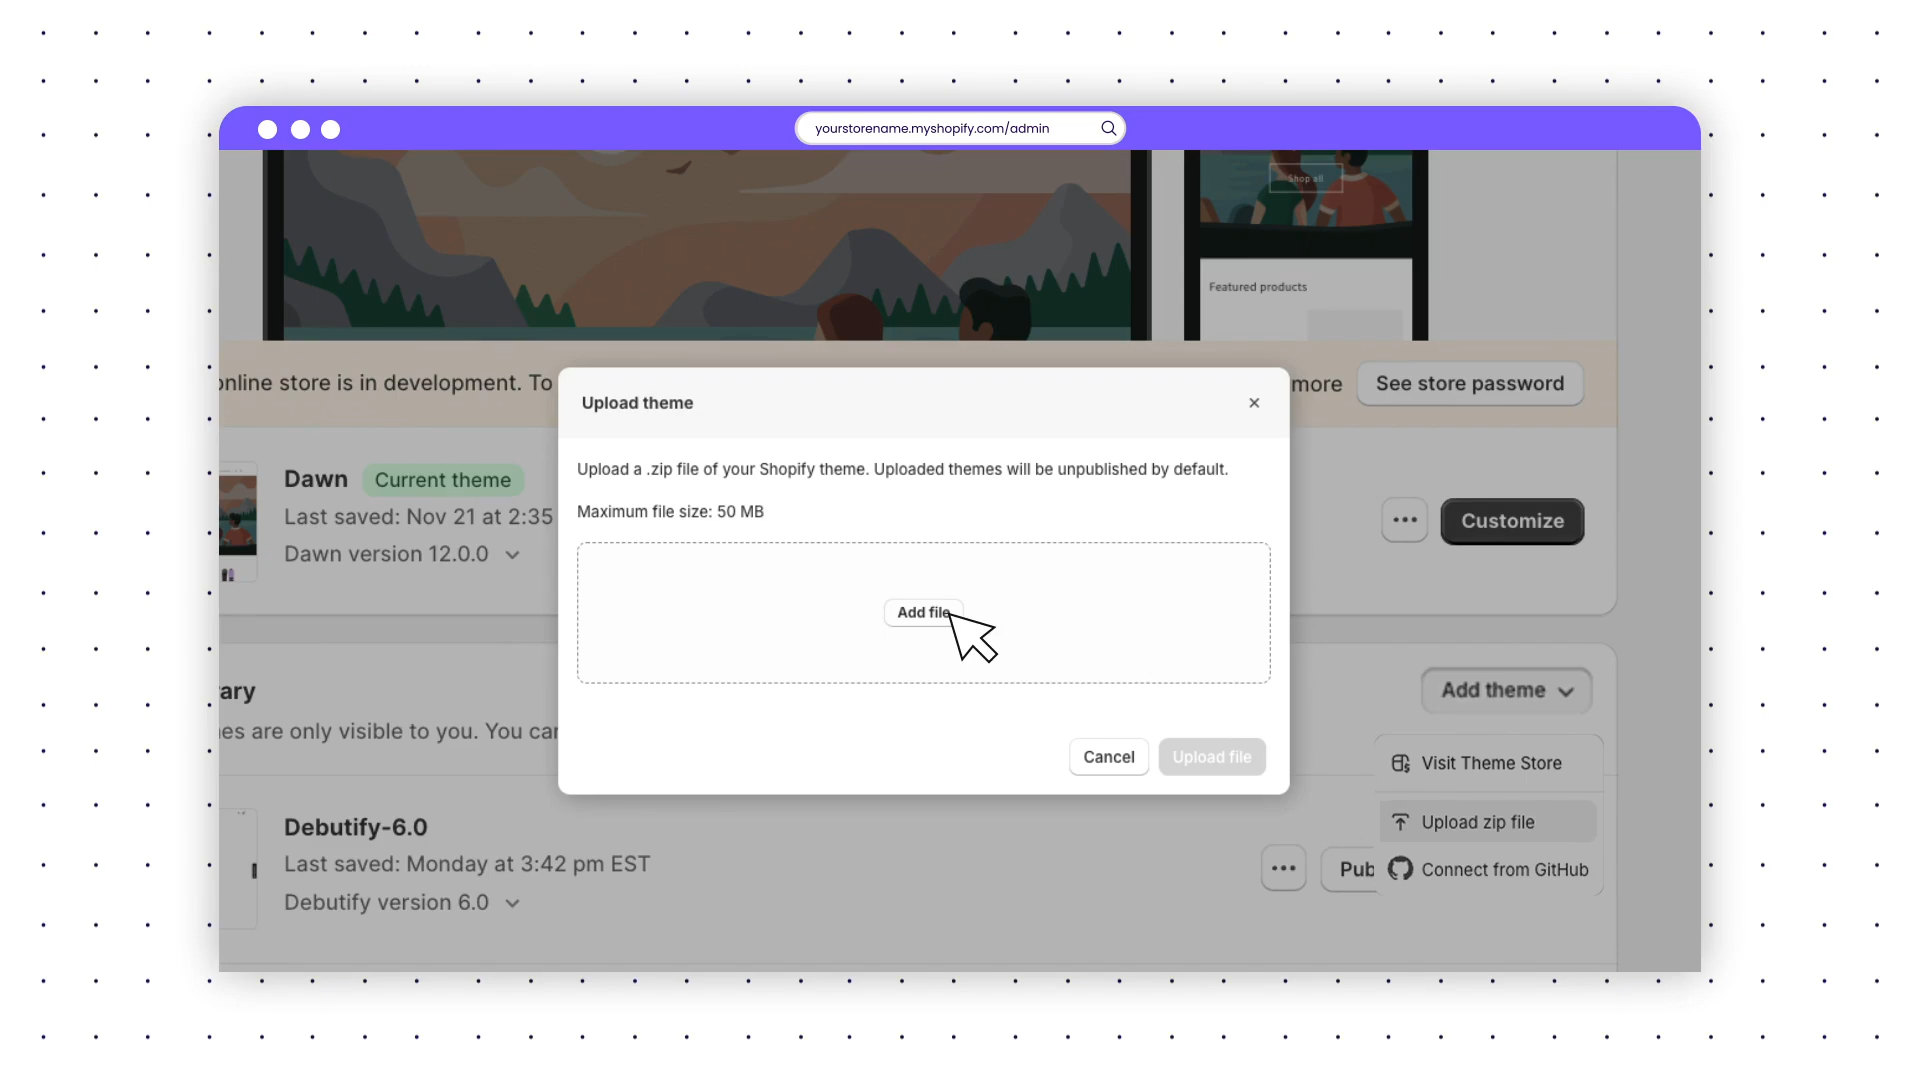 yourstorename.myshopify.com/admin
Shop all
Featured products
online store is in development. To
more
See store password
Upload theme
Upload a .zip file of your Shopify theme. Uploaded themes will be unpublished by default.
Maximum file size: 50 MB
Add file
Cancel
Upload file
Dawn
Current theme
Last saved: Nov 21 at 2:35
Dawn version 12.0.0
Customize
ary
es are only visible to you. You can
Add theme
Visit Theme Store
Upload zip file
Connect from GitHub
Debutify-6.0
Last saved: Monday at 3:42 pm EST
Debutify version 6.0
Pub